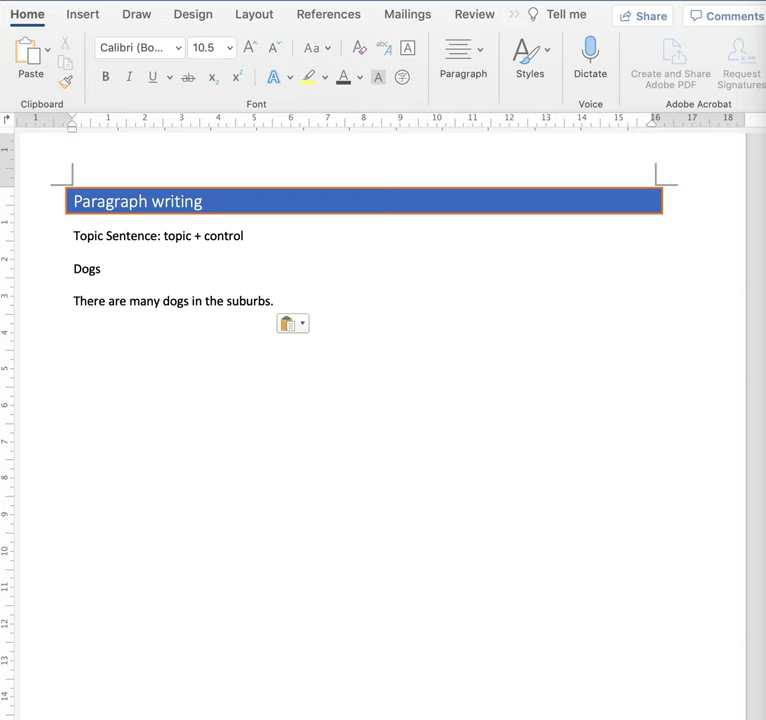 Home Insert Draw Design Layout References Mailings Review Tell me Share Comments
Calibri (Bo... 10.5 A A Aa A abc A A
Paste B I U ab x2 x2 A A A 字 Paragraph Styles Dictate Create and Share Adobe PDF Request Signatures
Clipboard Font Voice Adobe Acrobat
1 1 2 3 4 5 6 7 8 9 10 11 12 13 14 15 16 17 18
Paragraph writing
Topic Sentence: topic + control
Dogs
There are many dogs in the suburbs.
1
1
2
3
4
5
6
7
8
9
10
11
12
13
14